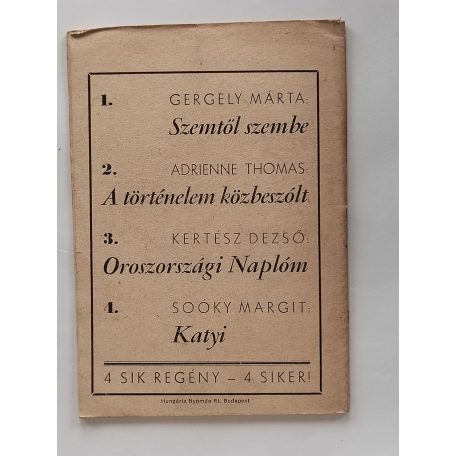 1. GERGELY MÁRTA:
Szemtől szembe
2. ADRIENNE THOMAS:
A történelem közbeszólt
3. KERTÉSZ DEZSŐ:
Oroszországi Naplóm
4. SOÓKY MARGIT:
Katyi
4 SIK REGÉNY – 4 SIKER!
Hungária Nyomda Rt. Budapest